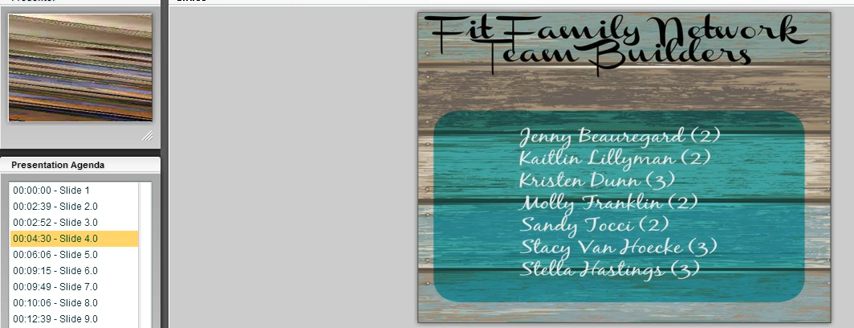 Fit Family Network
Team Builders
Jenny Beauregard (2)
Kaitlin Lillyman (2)
Kristen Dunn (3)
Molly Franklin (2)
Sandy Tocci (2)
Stacy Van Hoecke (3)
Stella Hastings (3)
Presentation Agenda
00:00:00 - Slide 1
00:02:39 - Slide 2.0
00:02:52 - Slide 3.0
00:04:30 - Slide 4.0
00:06:06 - Slide 5.0
00:09:15 - Slide 6.0
00:09:49 - Slide 7.0
00:10:06 - Slide 8.0
00:12:39 - Slide 9.0